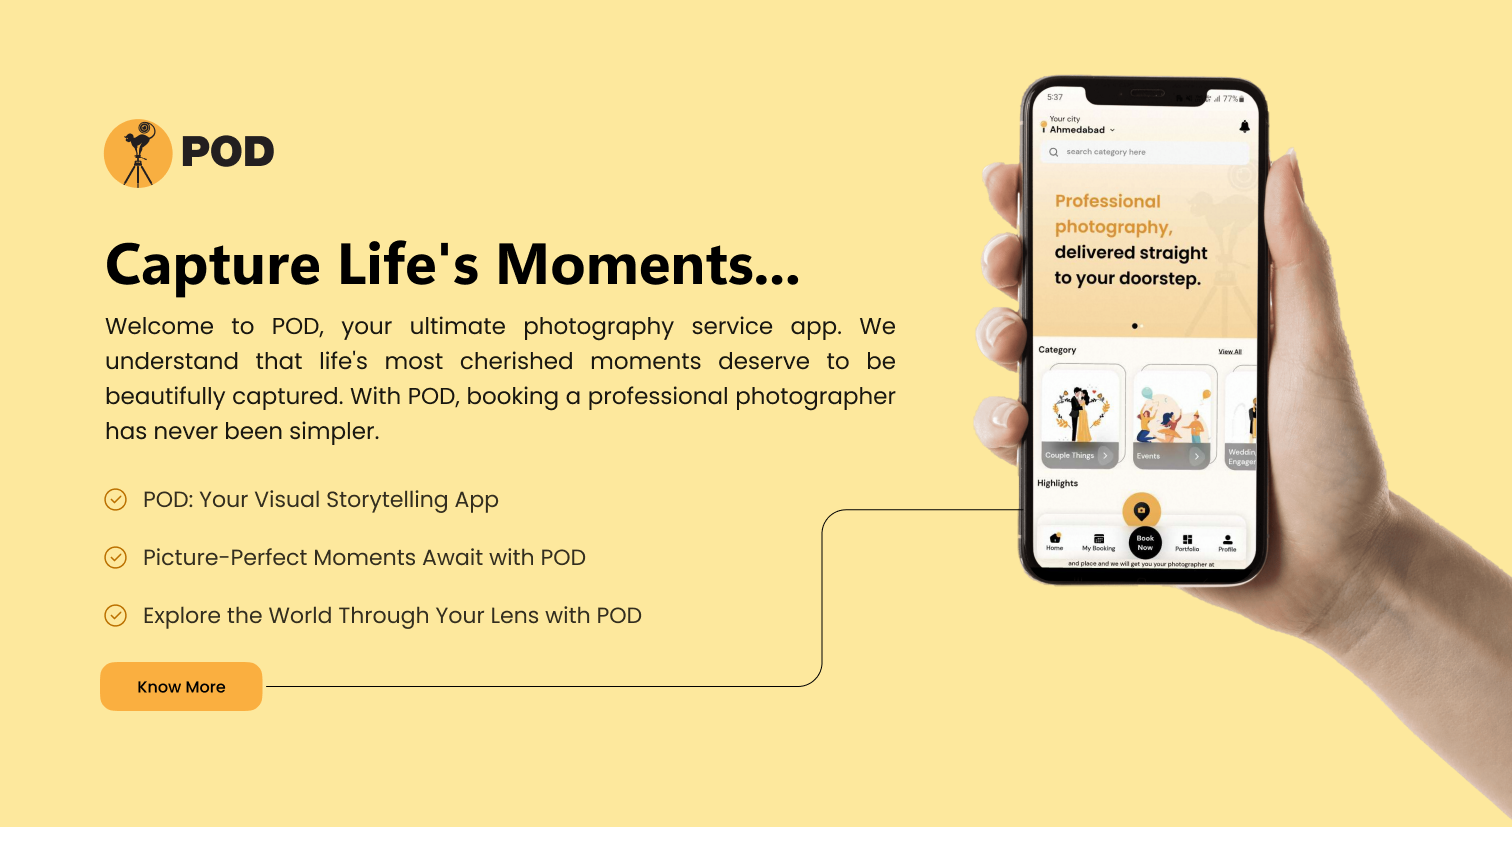 POD
Capture Life's Moments...
Welcome to POD, your ultimate photography service app. We
understand that life's most cherished moments deserve to be
beautifully captured. With POD, booking a professional photographer
has never been simpler.
POD: Your Visual Storytelling App
Picture-Perfect Moments Await with POD
Explore the World Through Your Lens with POD
Know More
5:37
77%
Your city
Ahmedabad
search category here
Professional
photography,
delivered straight
to your doorstep.
Category
View All
Couple Things
Events
Highlights
Home
My Booking
Book
Now
Portfolio
Profile
and place and we will get you your photographer at